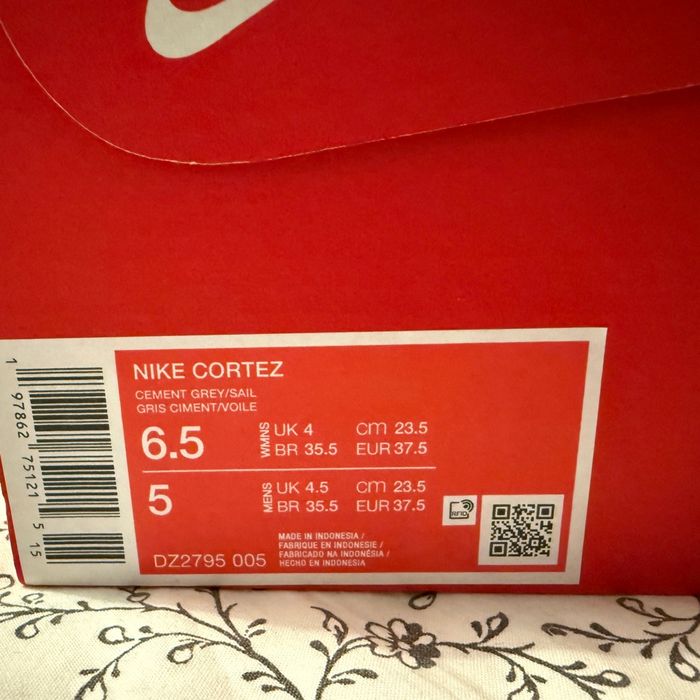 NIKE CORTEZ
CEMENT GREY/SAIL
GRIS CIMENT/VOILE
6.5 WMNS UK 4 cm 23.5
BR 35.5 EUR 37.5
5 MENS UK 4.5 cm 23.5
BR 35.5 EUR 37.5
RFID
DZ2795 005
MADE IN INDONESIA /
FABRIQUE EN INDONESIE /
FABRICADO NA INDONÉSIA /
HECHO EN INDONESIA
1 97862 75121 5 15